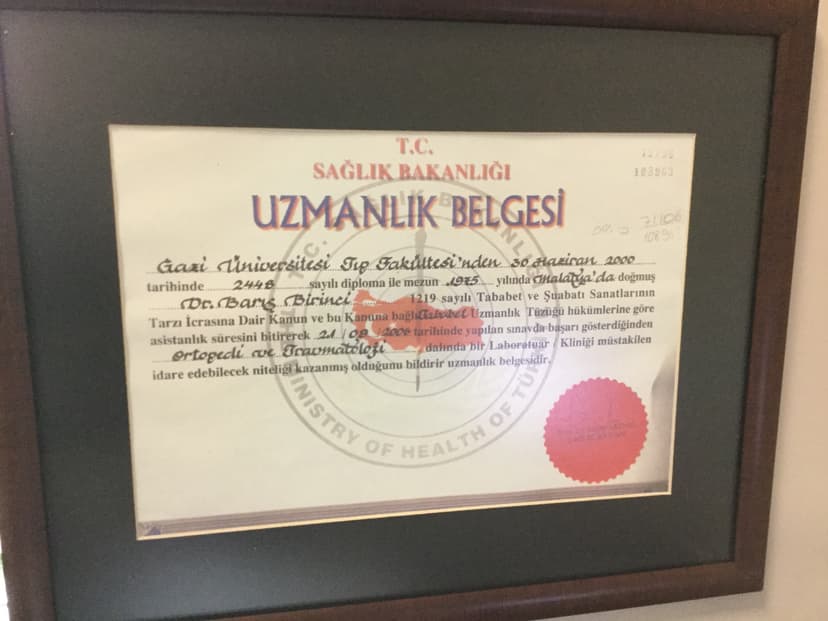 T.C.
SAĞLIK BAKANLIĞI
UZMANLIK BELGESİ
Gazi Üniversitesi Tıp Fakültesi'nden 30 Haziran 2000
tarihinde 2448 sayılı diploma ile mezun 1975 yılında Malatya'da doğmuş
Dr. Barış Birinci 1219 sayılı Tababet ve Şuabatı Sanatlarının
Tarzı İcrasına Dair Kanun ve bu Kanuna bağlı Tababet Uzmanlık Tüzüğü hükümlerine göre
asistanlık süresini bitirerek 21/09/2006 tarihinde yapılan sınavda başarı gösterdiğinden
Ortopedi ve Travmatoloji dalında bir Laboratuar / Kliniği müstakilen
idare edebilecek niteliği kazanmış olduğunu bildirir uzmanlık belgesidir.
MINISTRY OF HEALTH OF